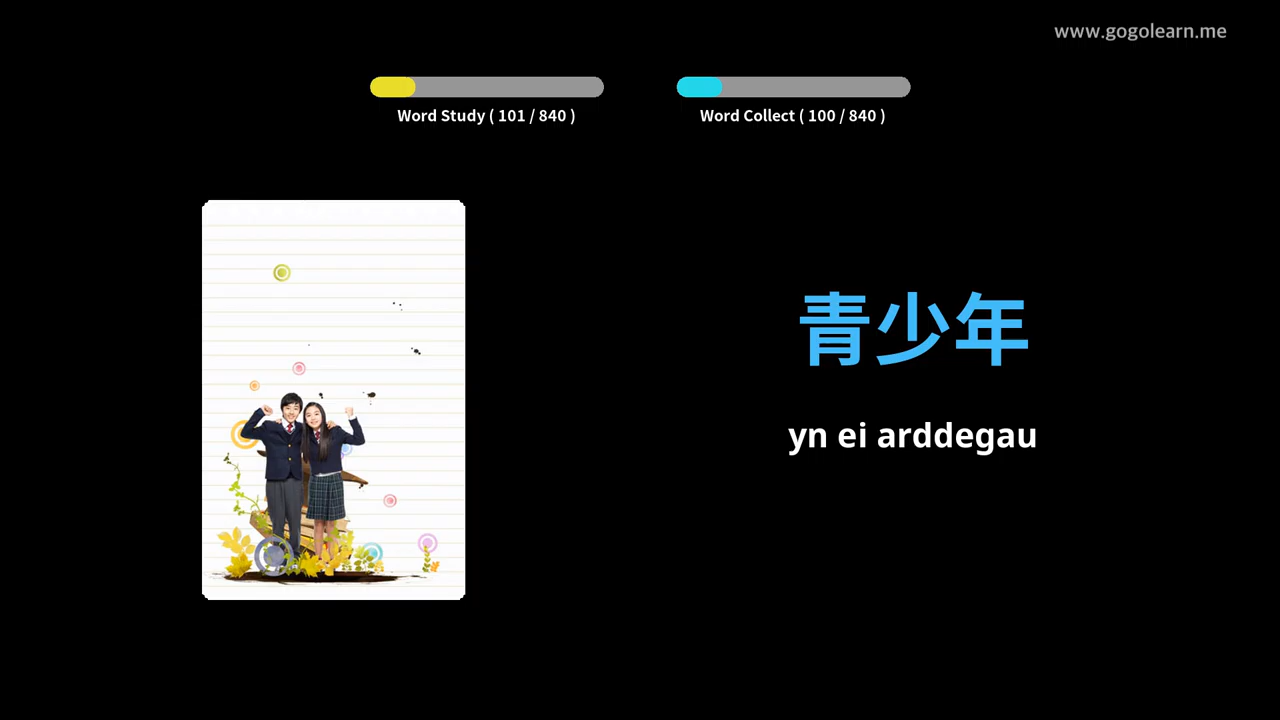 www.gogolearn.me
Word Study ( 101 / 840 )
Word Collect ( 100 / 840 )
青少年
yn ei arddegau